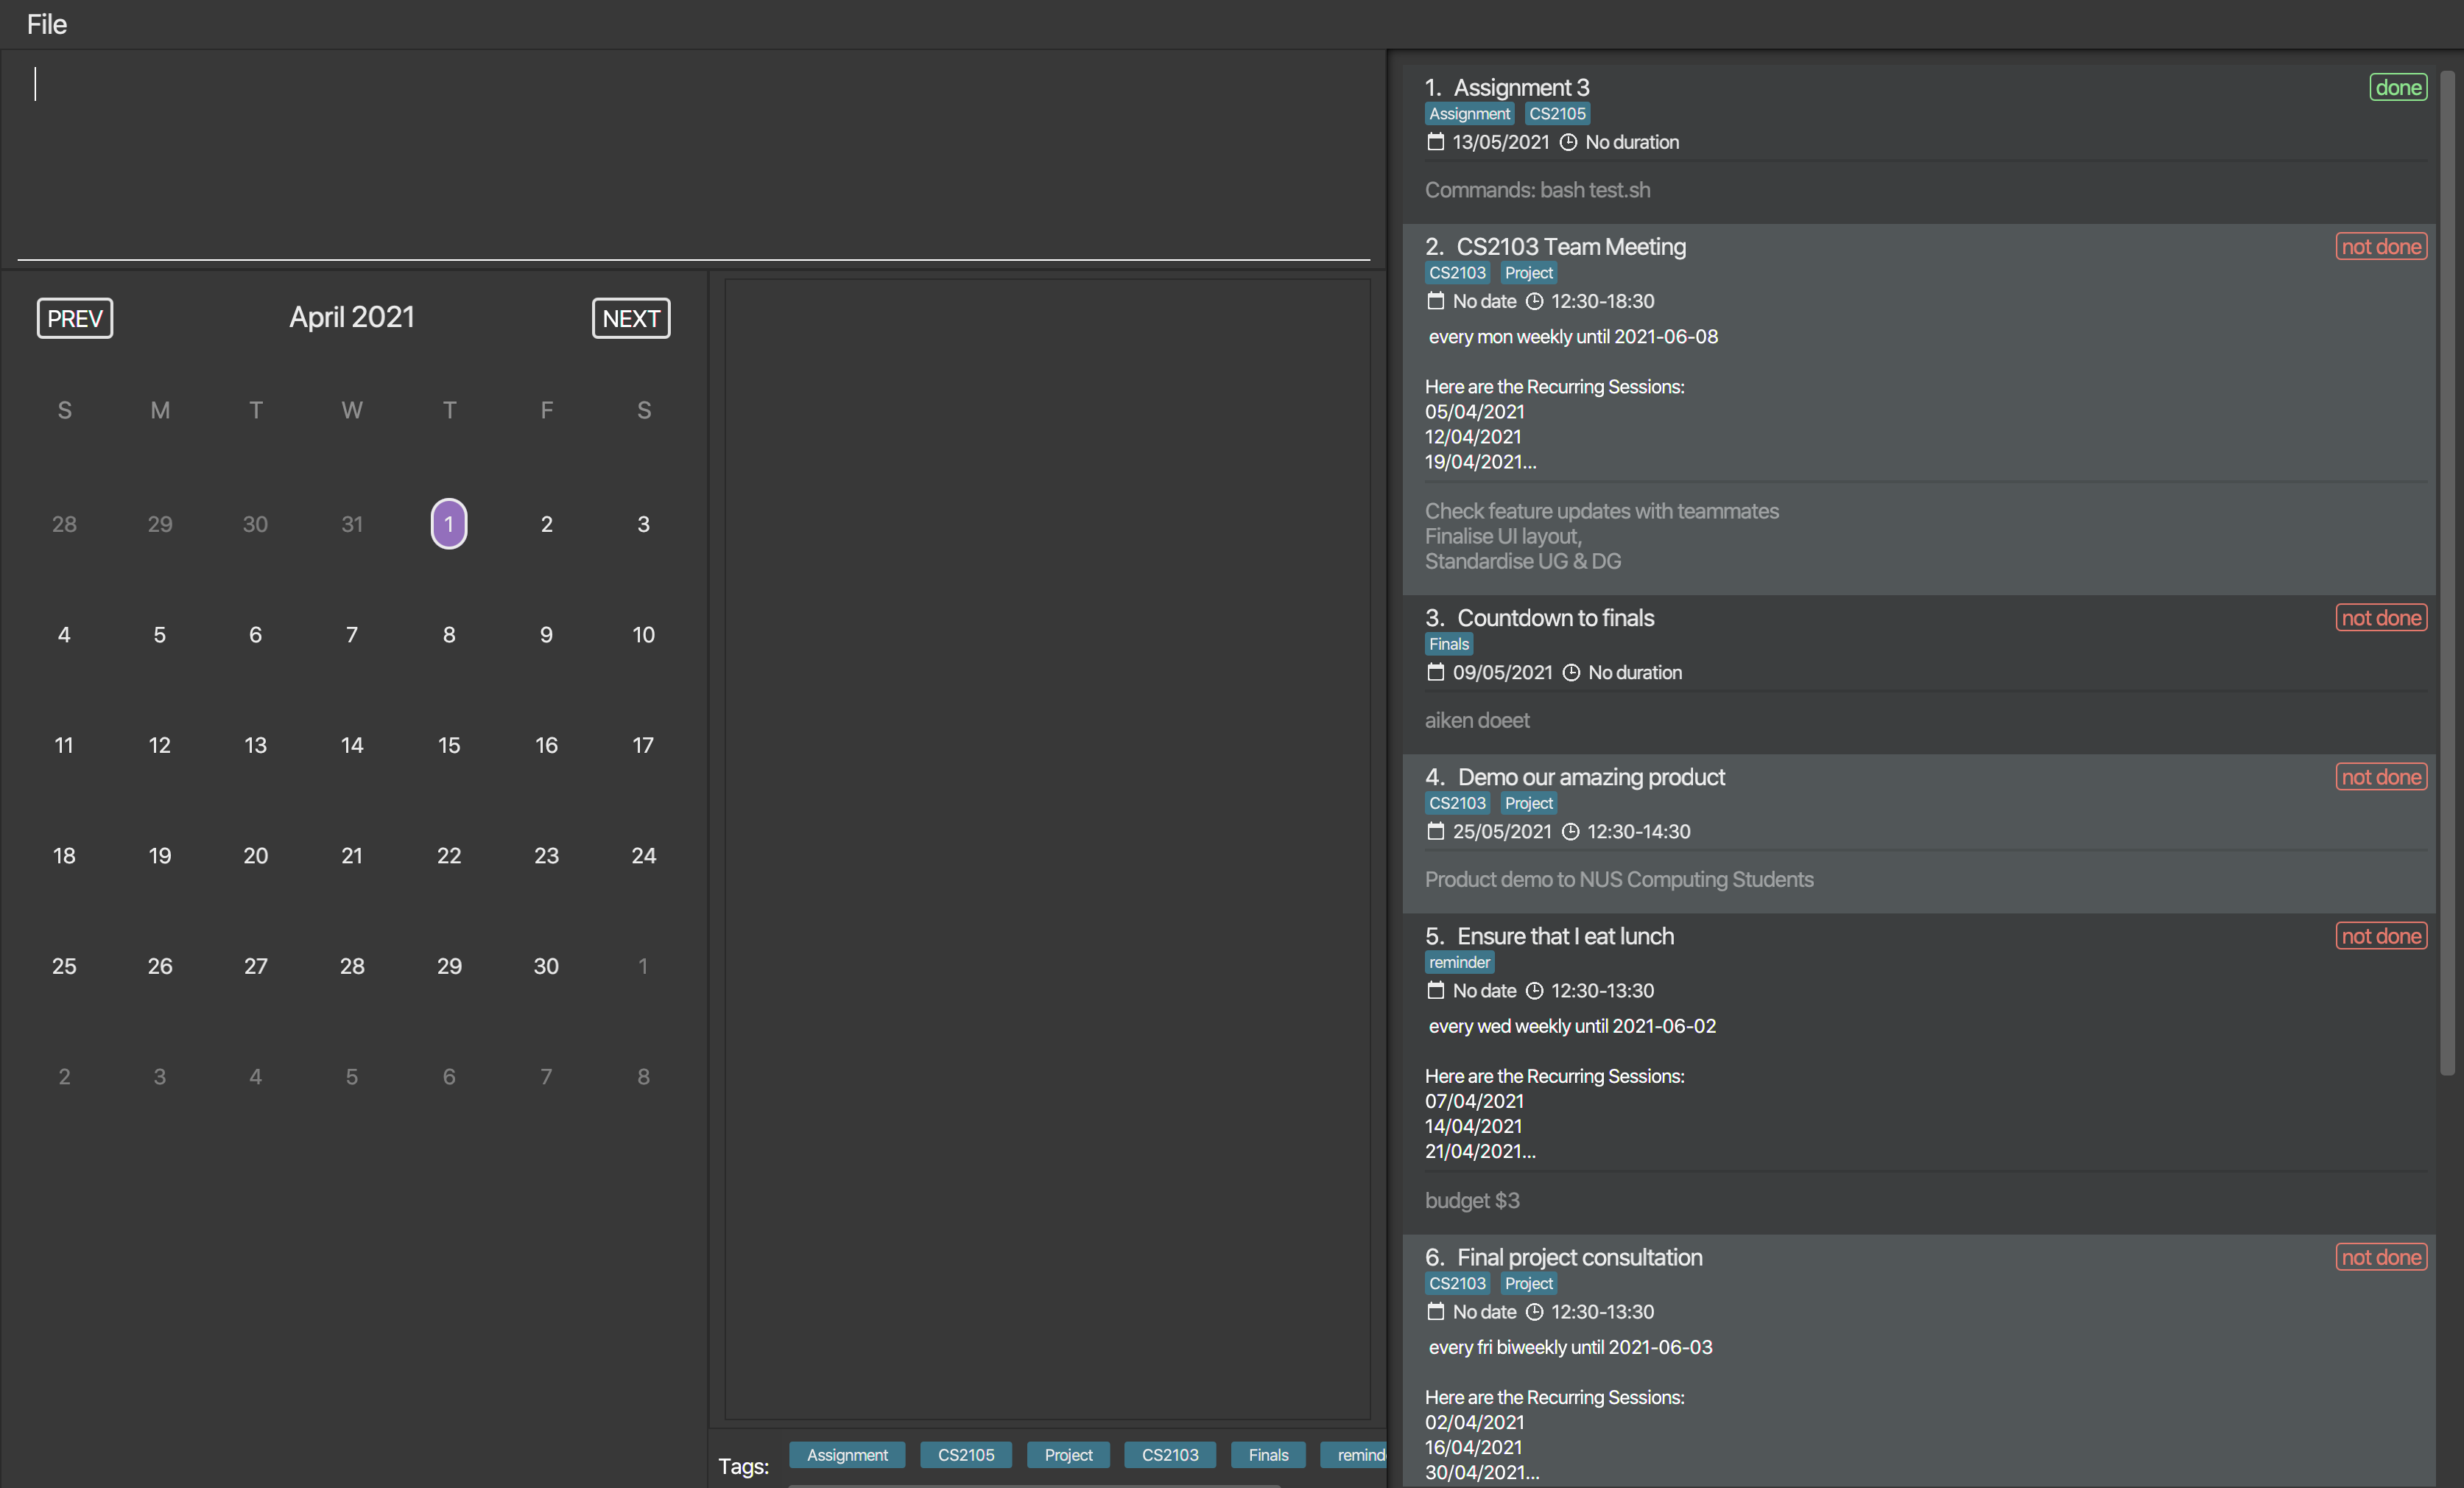 File
PREV April 2021 NEXT
S M T W T F S
28 29 30 31 1 2 3
4 5 6 7 8 9 10
11 12 13 14 15 16 17
18 19 20 21 22 23 24
25 26 27 28 29 30 1
2 3 4 5 6 7 8
Tags: Assignment CS2105 Project CS2103 Finals remind
1. Assignment 3 done
Assignment CS2105
13/05/2021 No duration
Commands: bash test.sh
2. CS2103 Team Meeting not done
CS2103 Project
No date 12:30-18:30
every mon weekly until 2021-06-08
Here are the Recurring Sessions:
05/04/2021
12/04/2021
19/04/2021...
Check feature updates with teammates
Finalise UI layout,
Standardise UG & DG
3. Countdown to finals not done
Finals
09/05/2021 No duration
aiken doeet
4. Demo our amazing product not done
CS2103 Project
25/05/2021 12:30-14:30
Product demo to NUS Computing Students
5. Ensure that I eat lunch not done
reminder
No date 12:30-13:30
every wed weekly until 2021-06-02
Here are the Recurring Sessions:
07/04/2021
14/04/2021
21/04/2021...
budget $3
6. Final project consultation not done
CS2103 Project
No date 12:30-13:30
every fri biweekly until 2021-06-03
Here are the Recurring Sessions:
02/04/2021
16/04/2021
30/04/2021...